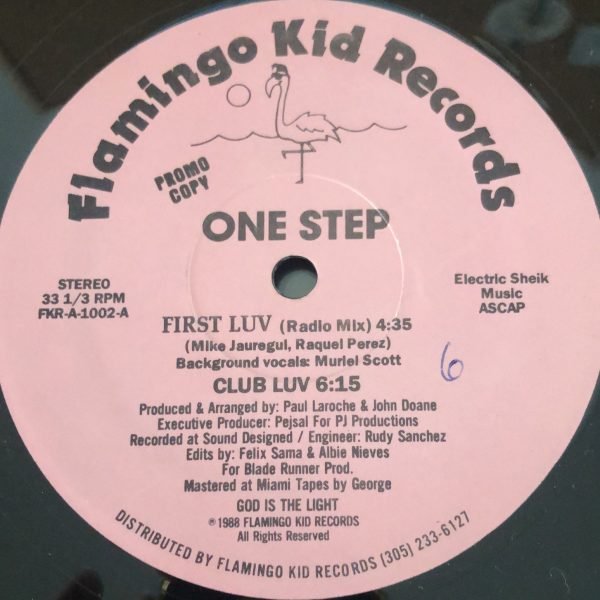 Flamingo Kid Records
PROMO
COPY
ONE STEP
STEREO
33 1/3 RPM
FKR-A-1002-A
Electric Sheik
Music
ASCAP
FIRST LUV (Radio Mix) 4:35
(Mike Jauregul, Raquel Perez)
Background vocals: Muriel Scott
6
CLUB LUV 6:15
Produced & Arranged by: Paul Laroche & John Doane
Executive Producer: Pejsal For PJ Productions
Recorded at Sound Designed / Engineer: Rudy Sanchez
Edits by: Felix Sama & Albie Nieves
For Blade Runner Prod.
Mastered at Miami Tapes by George
GOD IS THE LIGHT
℗ 1988 FLAMINGO KID RECORDS
All Rights Reserved
DISTRIBUTED BY FLAMINGO KID RECORDS (305) 233-6127